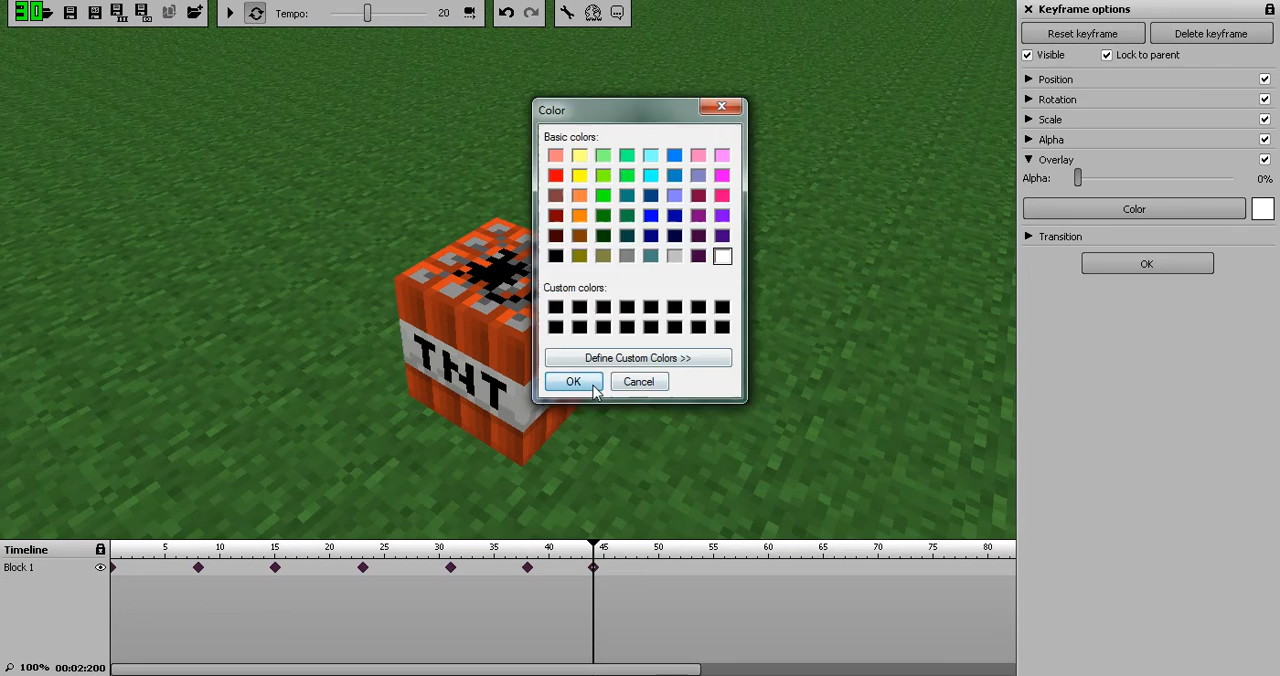 30
Tempo: 20
Keyframe options
Reset keyframe Delete keyframe
Visible Lock to parent
Position
Rotation
Scale
Alpha
Overlay
Alpha: 0%
Color
Transition
OK
Color
Basic colors:
Custom colors:
Define Custom Colors >>
OK Cancel
TNT
Timeline 5 10 15 20 25 30 35 40 45 50 55 60 65 70 75 80
Block 1
100% 00:02:200